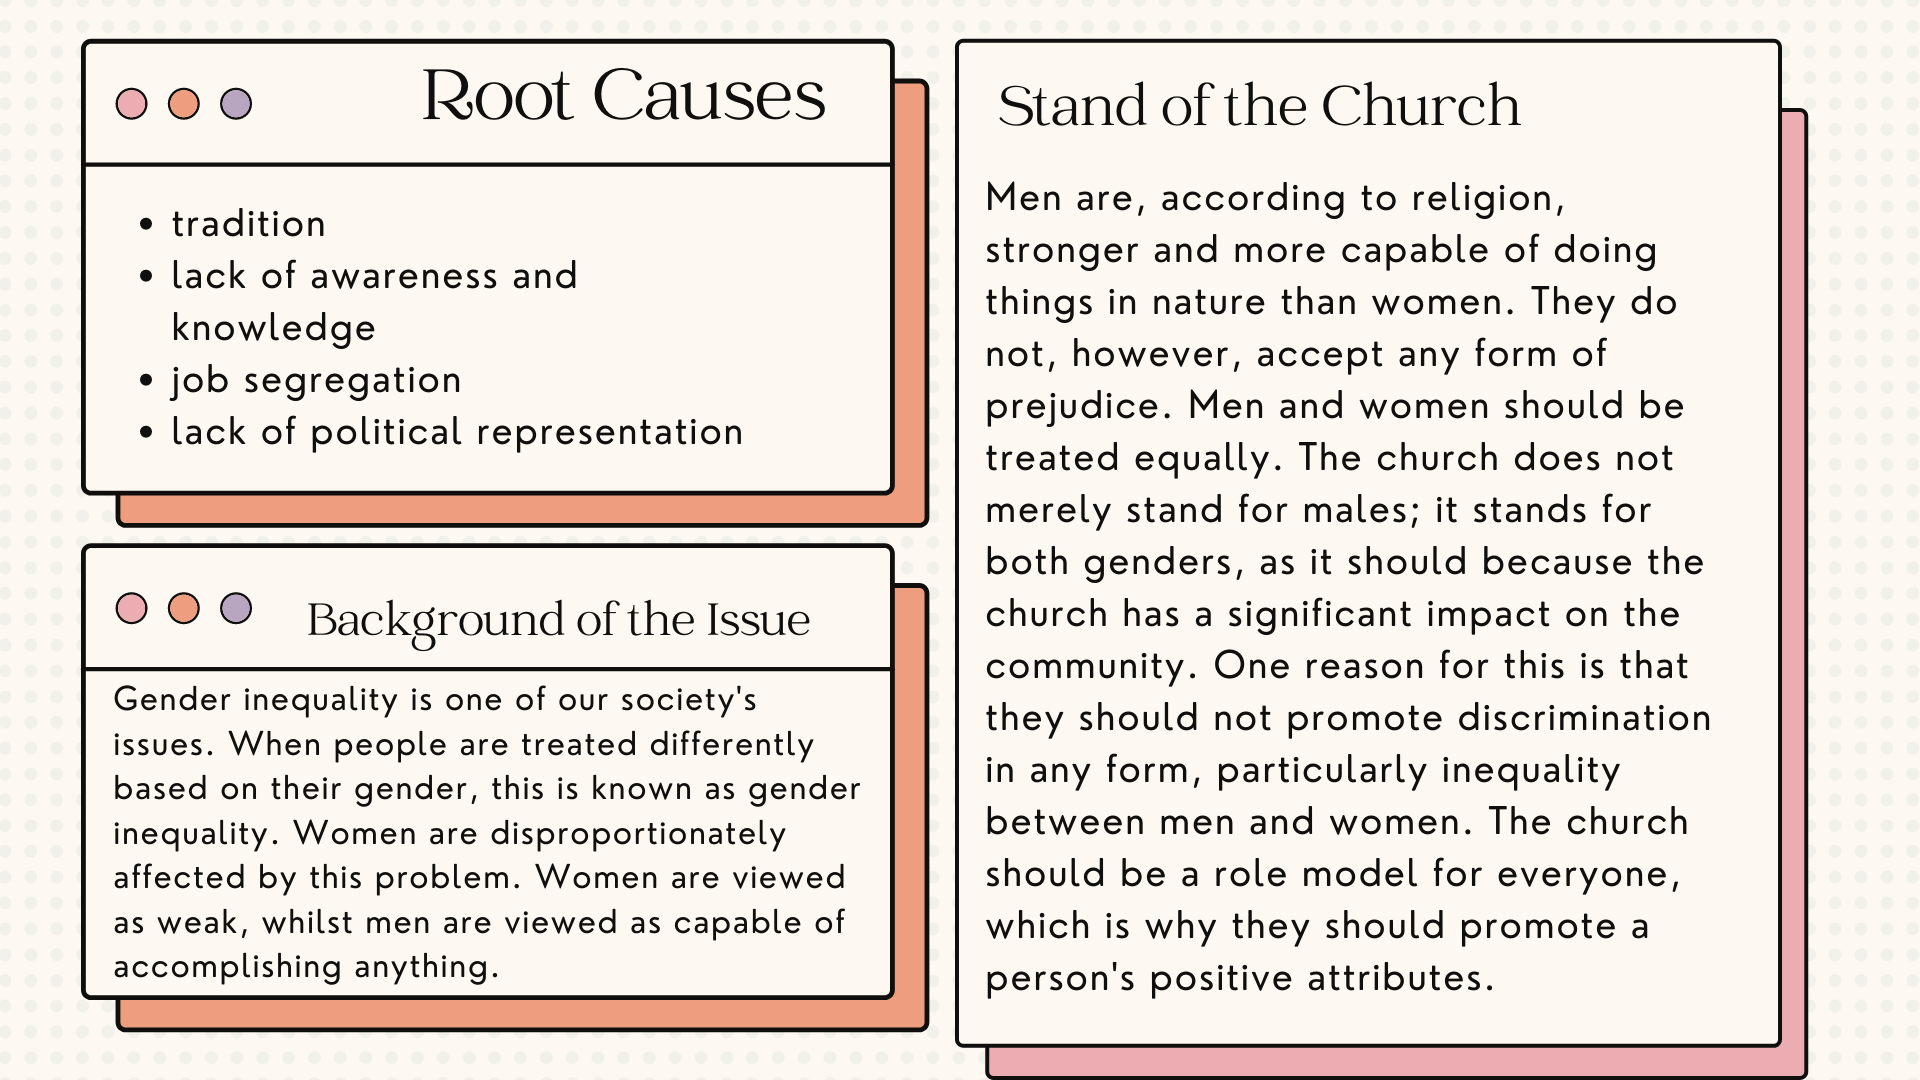 Root Causes
• tradition
• lack of awareness and
knowledge
• job segregation
• lack of political representation
Background of the Issue
Gender inequality is one of our society's
issues. When people are treated differently
based on their gender, this is known as gender
inequality. Women are disproportionately
affected by this problem. Women are viewed
as weak, whilst men are viewed as capable of
accomplishing anything.
Stand of the Church
Men are, according to religion,
stronger and more capable of doing
things in nature than women. They do
not, however, accept any form of
prejudice. Men and women should be
treated equally. The church does not
merely stand for males; it stands for
both genders, as it should because the
church has a significant impact on the
community. One reason for this is that
they should not promote discrimination
in any form, particularly inequality
between men and women. The church
should be a role model for everyone,
which is why they should promote a
person's positive attributes.